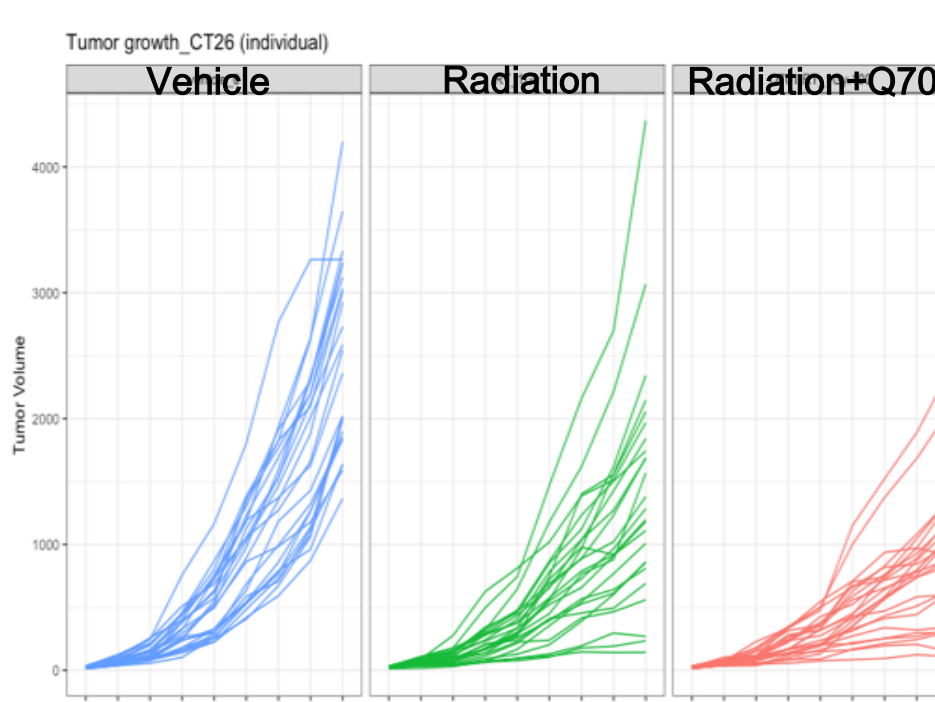 Tumor growth_CT26 (individual)
Vehicle
Radiation
Radiation+Q70
4000
3000
2000
1000
0
Tumor Volume